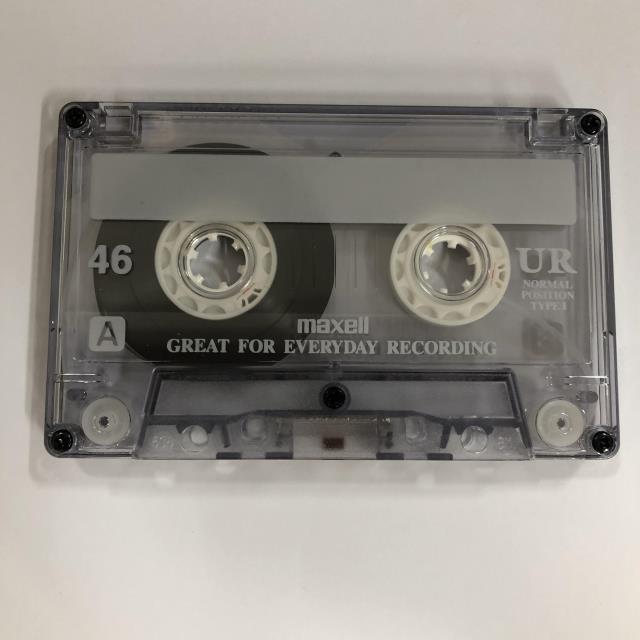 46
UR
NORMAL
POSITION
TYPE I
A
maxell
GREAT FOR EVERYDAY RECORDING